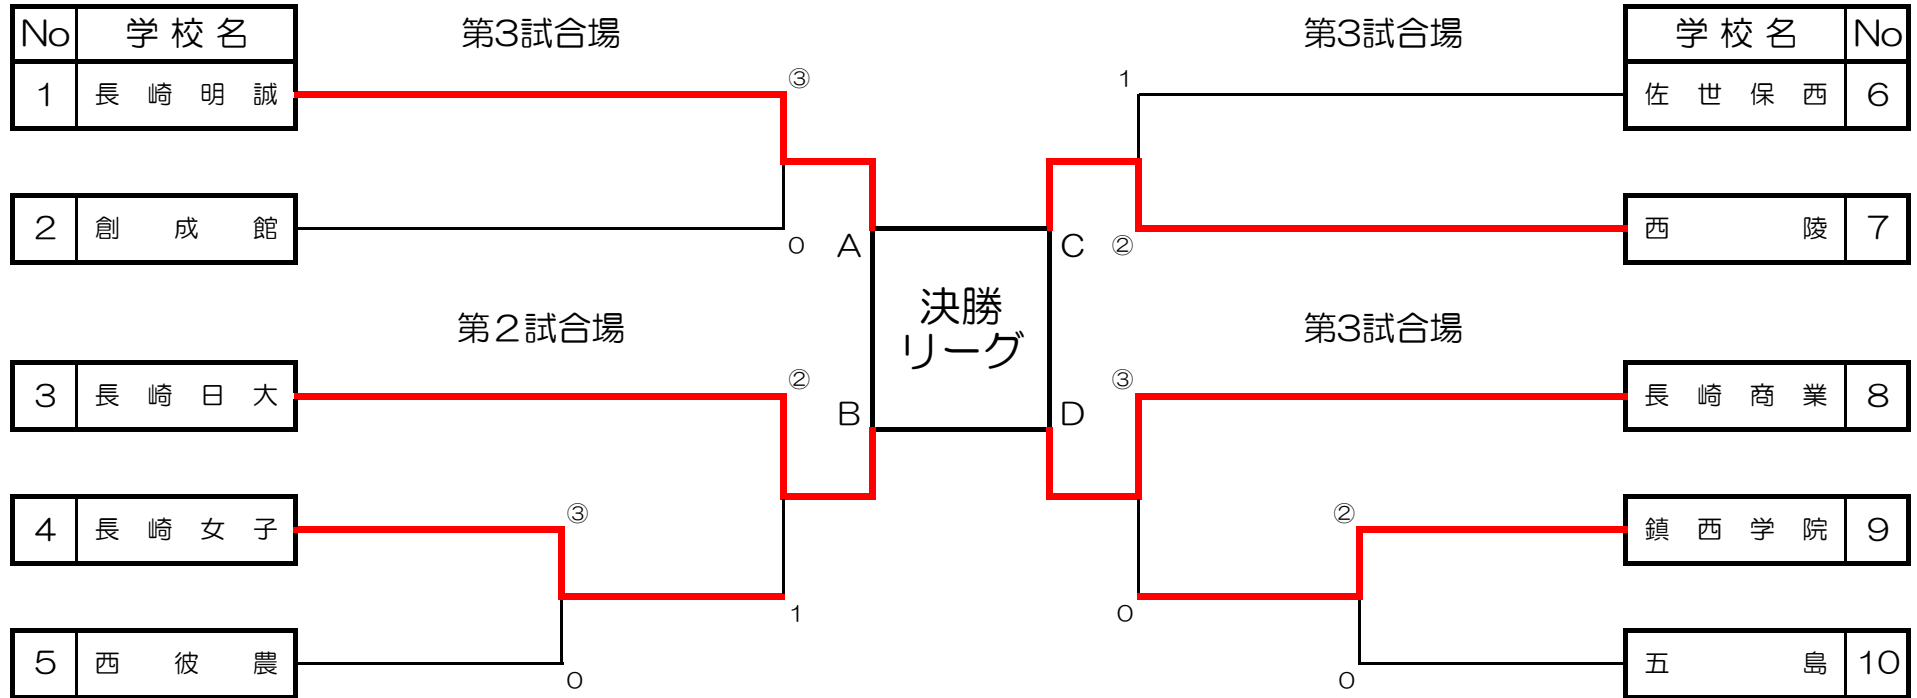 No 学校名 第3試合場 第3試合場 学校名 No
1 長崎明誠 ③ 1 佐世保西 6
2 創成館 0 A C ② 西陵 7
決勝
リーグ
第2試合場 第3試合場
3 長崎日大 ② B D ③ 長崎商業 8
4 長崎女子 ③ ② 鎮西学院 9
1 0
5 西彼農 0 0 五島 10